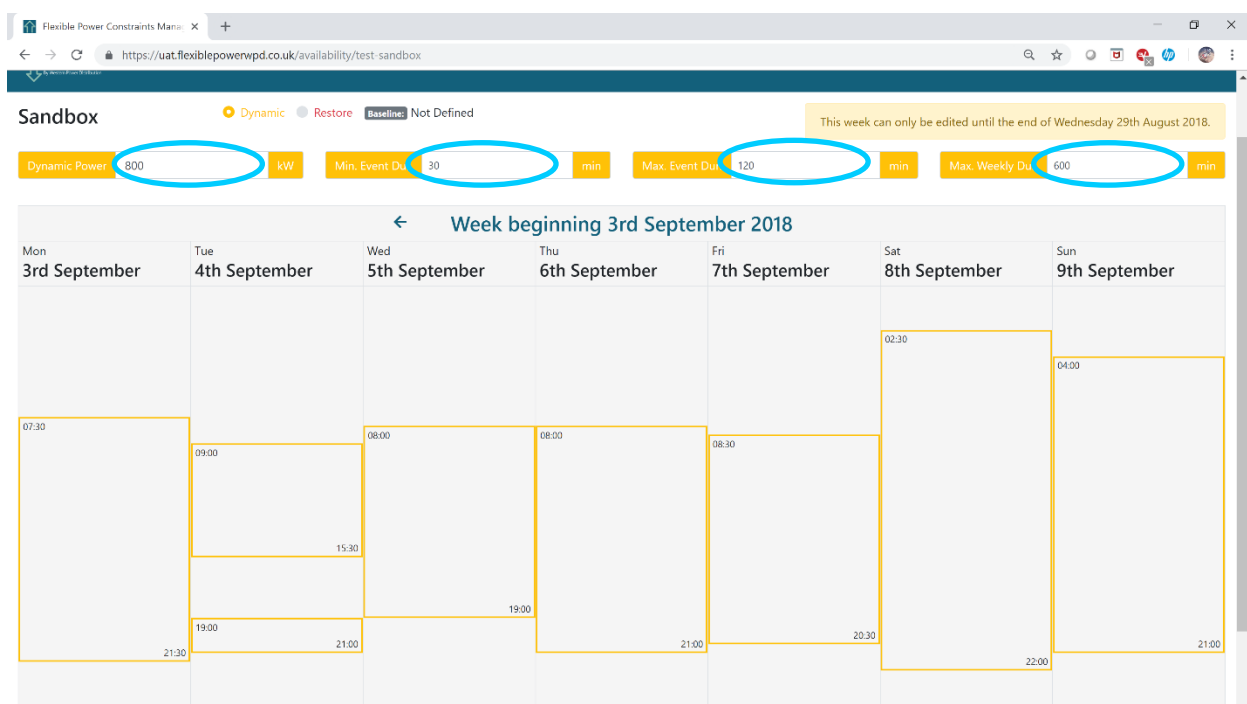 Flexible Power Constraints Mana
https://uat.flexiblepowerwpd.co.uk/availability/test-sandbox
By Western Power Distribution
Sandbox
Dynamic Restore Baseline: Not Defined
This week can only be edited until the end of Wednesday 29th August 2018.
Dynamic Power 800 kW Min. Event Du 30 min Max. Event Dur 120 min Max. Weekly Du 600 min
← Week beginning 3rd September 2018
Mon Tue Wed Thu Fri Sat Sun
3rd September 4th September 5th September 6th September 7th September 8th September 9th September
02:30
04:00
07:30
08:00 08:00
08:30
09:00
15:30
19:00
19:00
20:30
21:00 21:00 21:00
21:30
22:00